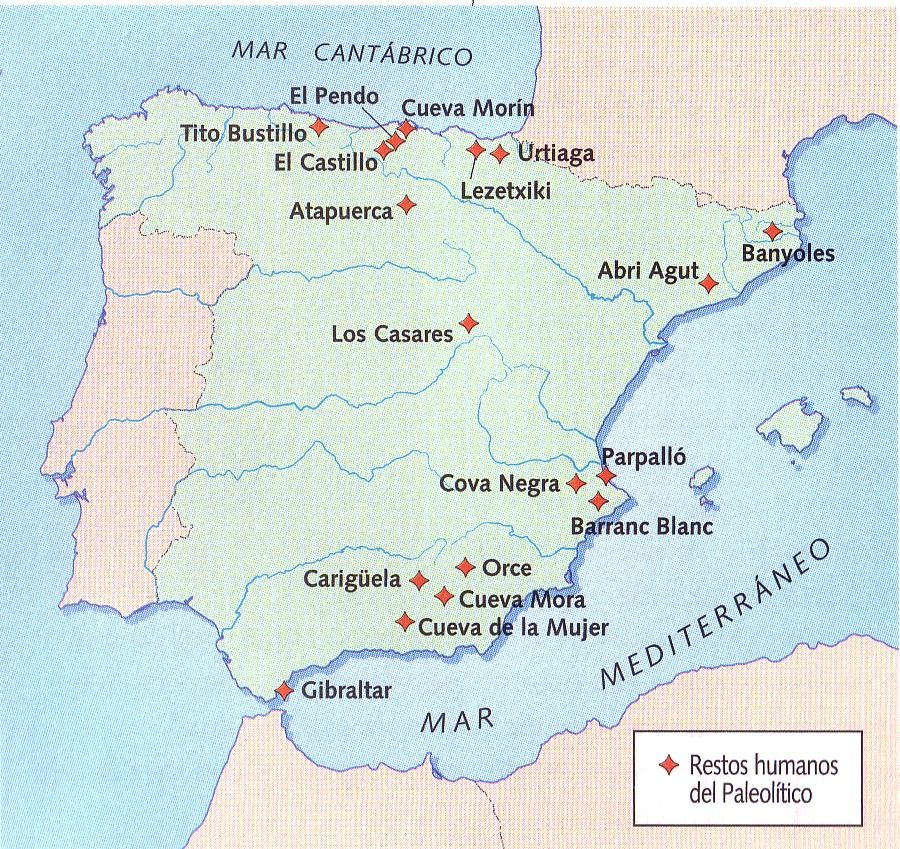 MAR CANTÁBRICO
El Pendo
Cueva Morín
Tito Bustillo
El Castillo
Urtiaga
Lezetxiki
Atapuerca
Banyoles
Abri Agut
Los Casares
Parpalló
Cova Negra
Barranc Blanc
Orce
Carigüela
Cueva Mora
Cueva de la Mujer
Gibraltar
MAR MEDITERRÁNEO
Restos humanos
del Paleolítico